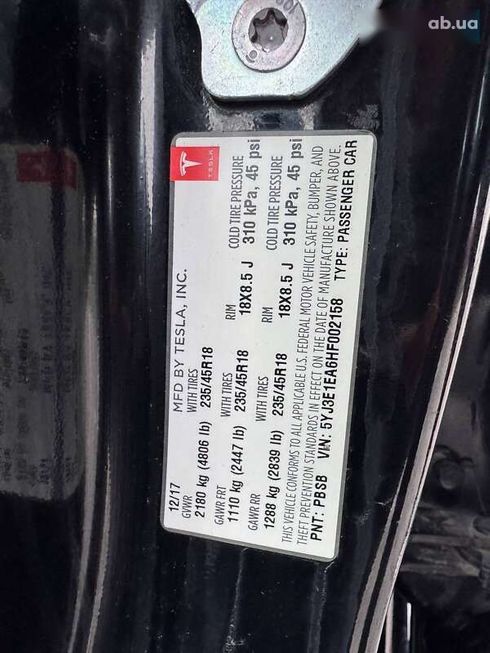 ab.ua
TESLA
12/17 MFD BY TESLA, INC.
GVWR WITH TIRES RIM COLD TIRE PRESSURE
2180 kg (4806 lb) 235/45R18 18X8.5 J 310 kPa, 45 psi
GAWR FRT WITH TIRES
1110 kg (2447 lb) 235/45R18
GAWR RR WITH TIRES RIM COLD TIRE PRESSURE
1288 kg (2839 lb) 235/45R18 18X8.5 J 310 kPa, 45 psi
THIS VEHICLE CONFORMS TO ALL APPLICABLE U.S. FEDERAL MOTOR VEHICLE SAFETY, BUMPER, AND
THEFT PREVENTION STANDARDS IN EFFECT ON THE DATE OF MANUFACTURE SHOWN ABOVE.
PNT: PBSB VIN: 5YJ3E1EA6HF002158 TYPE: PASSENGER CAR